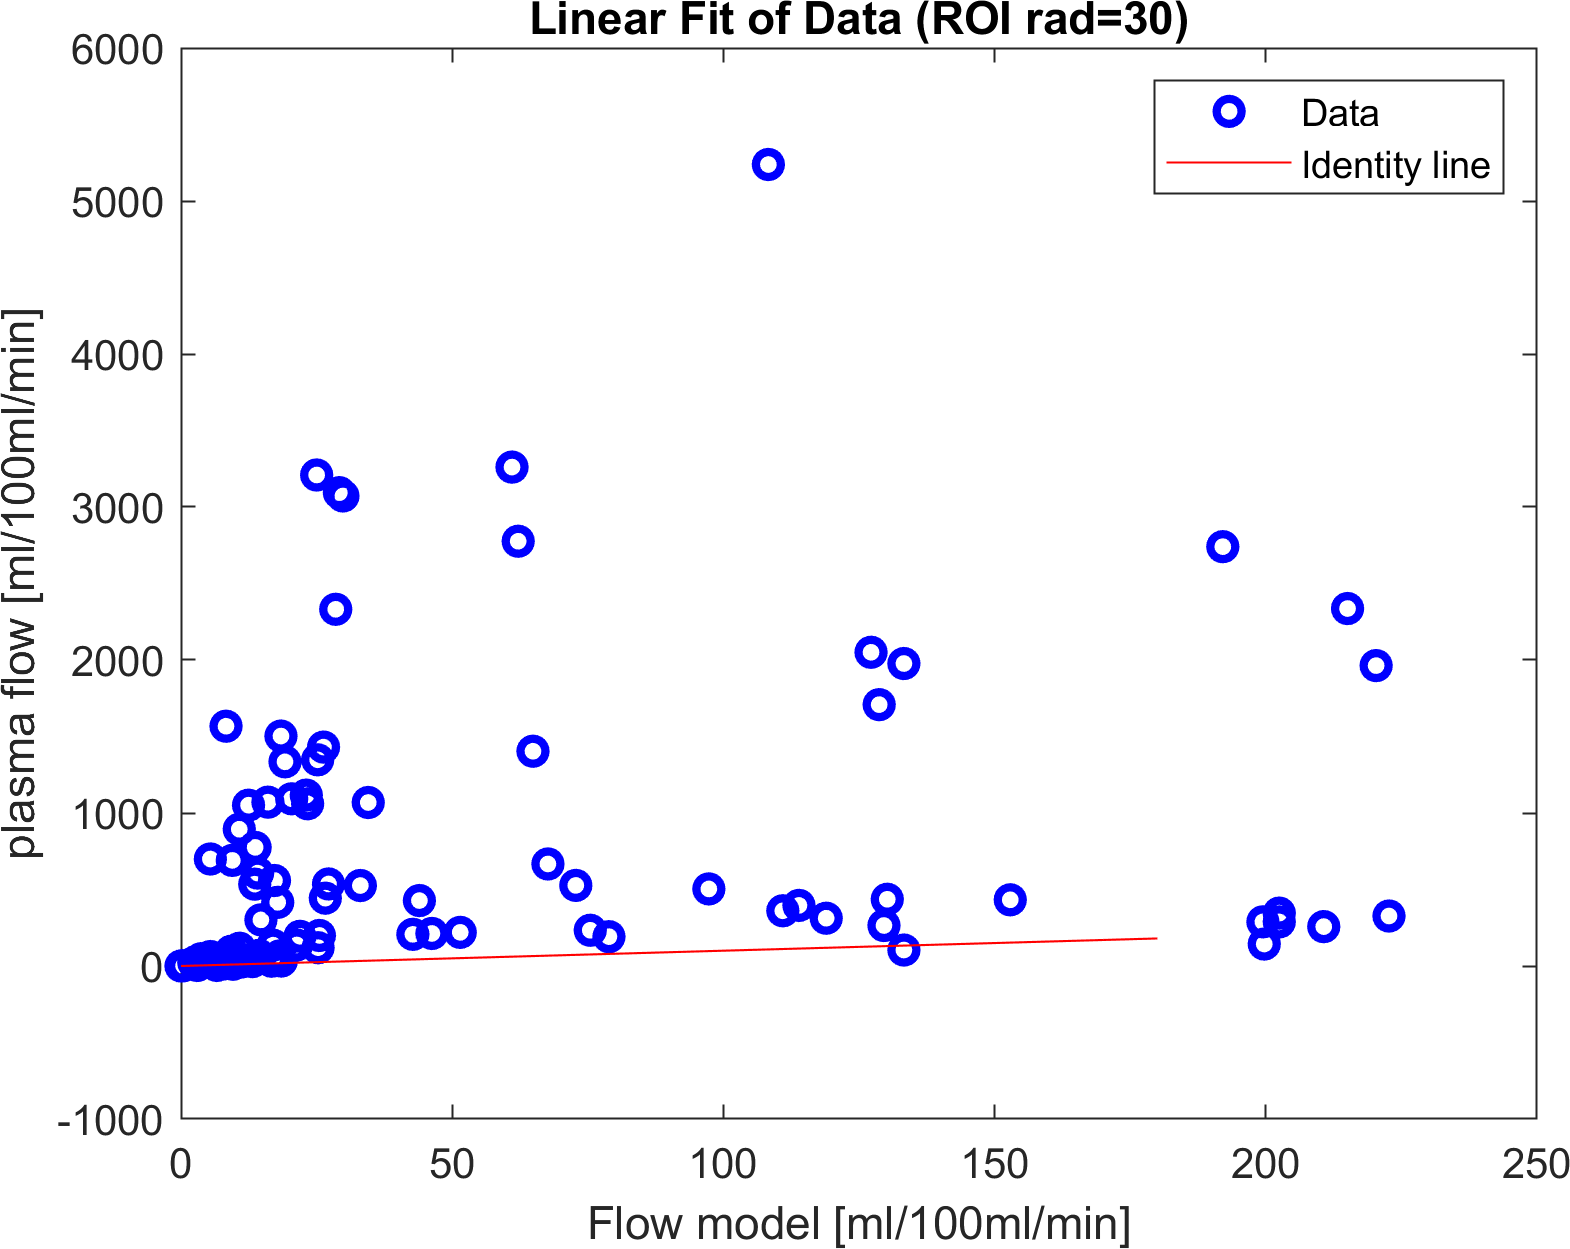 Linear Fit of Data (ROI rad=30)
6000
5000
4000
3000
2000
1000
0
-1000
plasma flow [ml/100ml/min]
Data
Identity line
0 50 100 150 200 250
Flow model [ml/100ml/min]